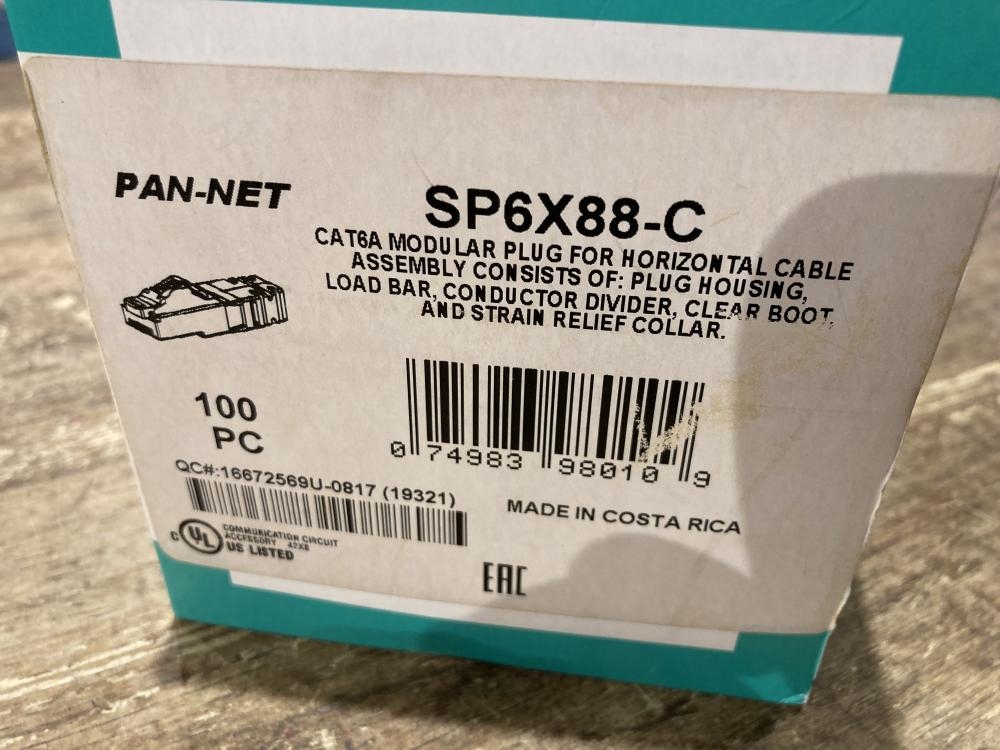 PAN-NET
SP6X88-C
CAT6A MODULAR PLUG FOR HORIZONTAL CABLE
ASSEMBLY CONSISTS OF: PLUG HOUSING,
LOAD BAR, CONDUCTOR DIVIDER, CLEAR BOOT,
AND STRAIN RELIEF COLLAR.
100
PC
0 74983 98010 9
QC#:16672569U-0817 (19321)
MADE IN COSTA RICA
C UL
COMMUNICATION CIRCUIT
ACCESSORY 42X8
US LISTED
EAC